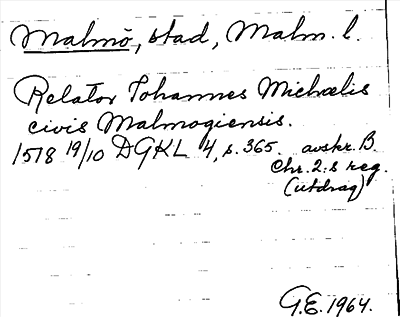 Malmö, stad, Malm. l.
Relator Johannes Michælis
civis Malmogiensis.
1518 19/10 DGKL 4, s. 365. avskr. B.
Chr. 2:s reg.
(utdrag)
G.E. 1964.